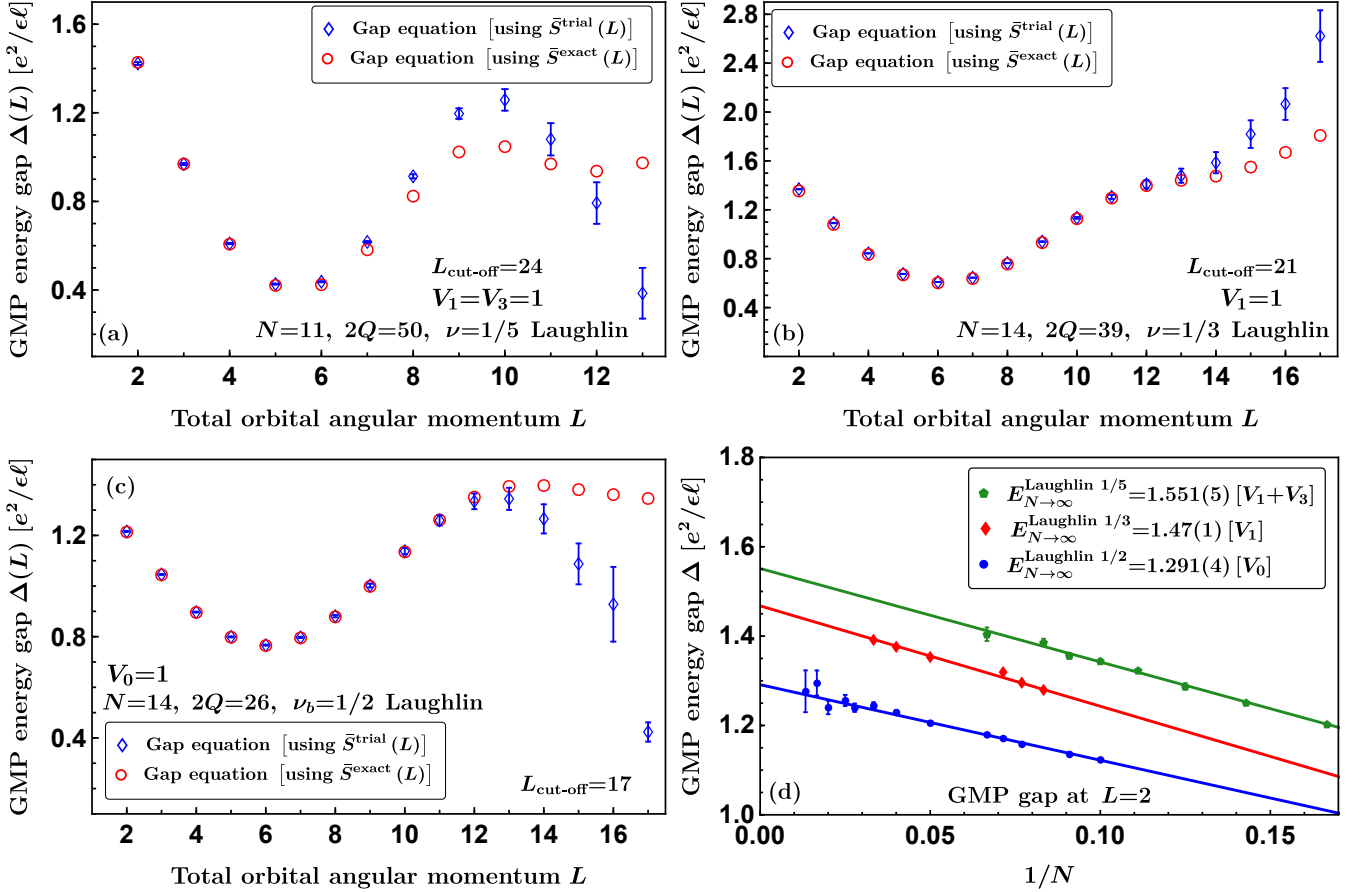 GMP energy gap Δ(L) [e²/ϵℓ]
1.6
1.2
0.8
0.4
Gap equation [using S̄^trial(L)]
Gap equation [using S̄^exact(L)]
L_cut-off=24
V₁=V₃=1
(a)
N=11, 2Q=50, ν=1/5 Laughlin
2 4 6 8 10 12
Total orbital angular momentum L
GMP energy gap Δ(L) [e²/ϵℓ]
2.8
2.4
2.0
1.6
1.2
0.8
0.4
Gap equation [using S̄^trial(L)]
Gap equation [using S̄^exact(L)]
L_cut-off=21
V₁=1
(b)
N=14, 2Q=39, ν=1/3 Laughlin
2 4 6 8 10 12 14 16
Total orbital angular momentum L
GMP energy gap Δ(L) [e²/ϵℓ]
(c)
1.2
0.8
0.4
V₀=1
N=14, 2Q=26, ν_b=1/2 Laughlin
Gap equation [using S̄^trial(L)]
Gap equation [using S̄^exact(L)]
L_cut-off=17
2 4 6 8 10 12 14 16
Total orbital angular momentum L
GMP energy gap Δ [e²/ϵℓ]
1.8
1.6
1.4
1.2
1.0
E_{N→∞}^{Laughlin 1/5}=1.551(5) [V₁+V₃]
E_{N→∞}^{Laughlin 1/3}=1.47(1) [V₁]
E_{N→∞}^{Laughlin 1/2}=1.291(4) [V₀]
(d)
GMP gap at L=2
0.00 0.05 0.10 0.15
1/N